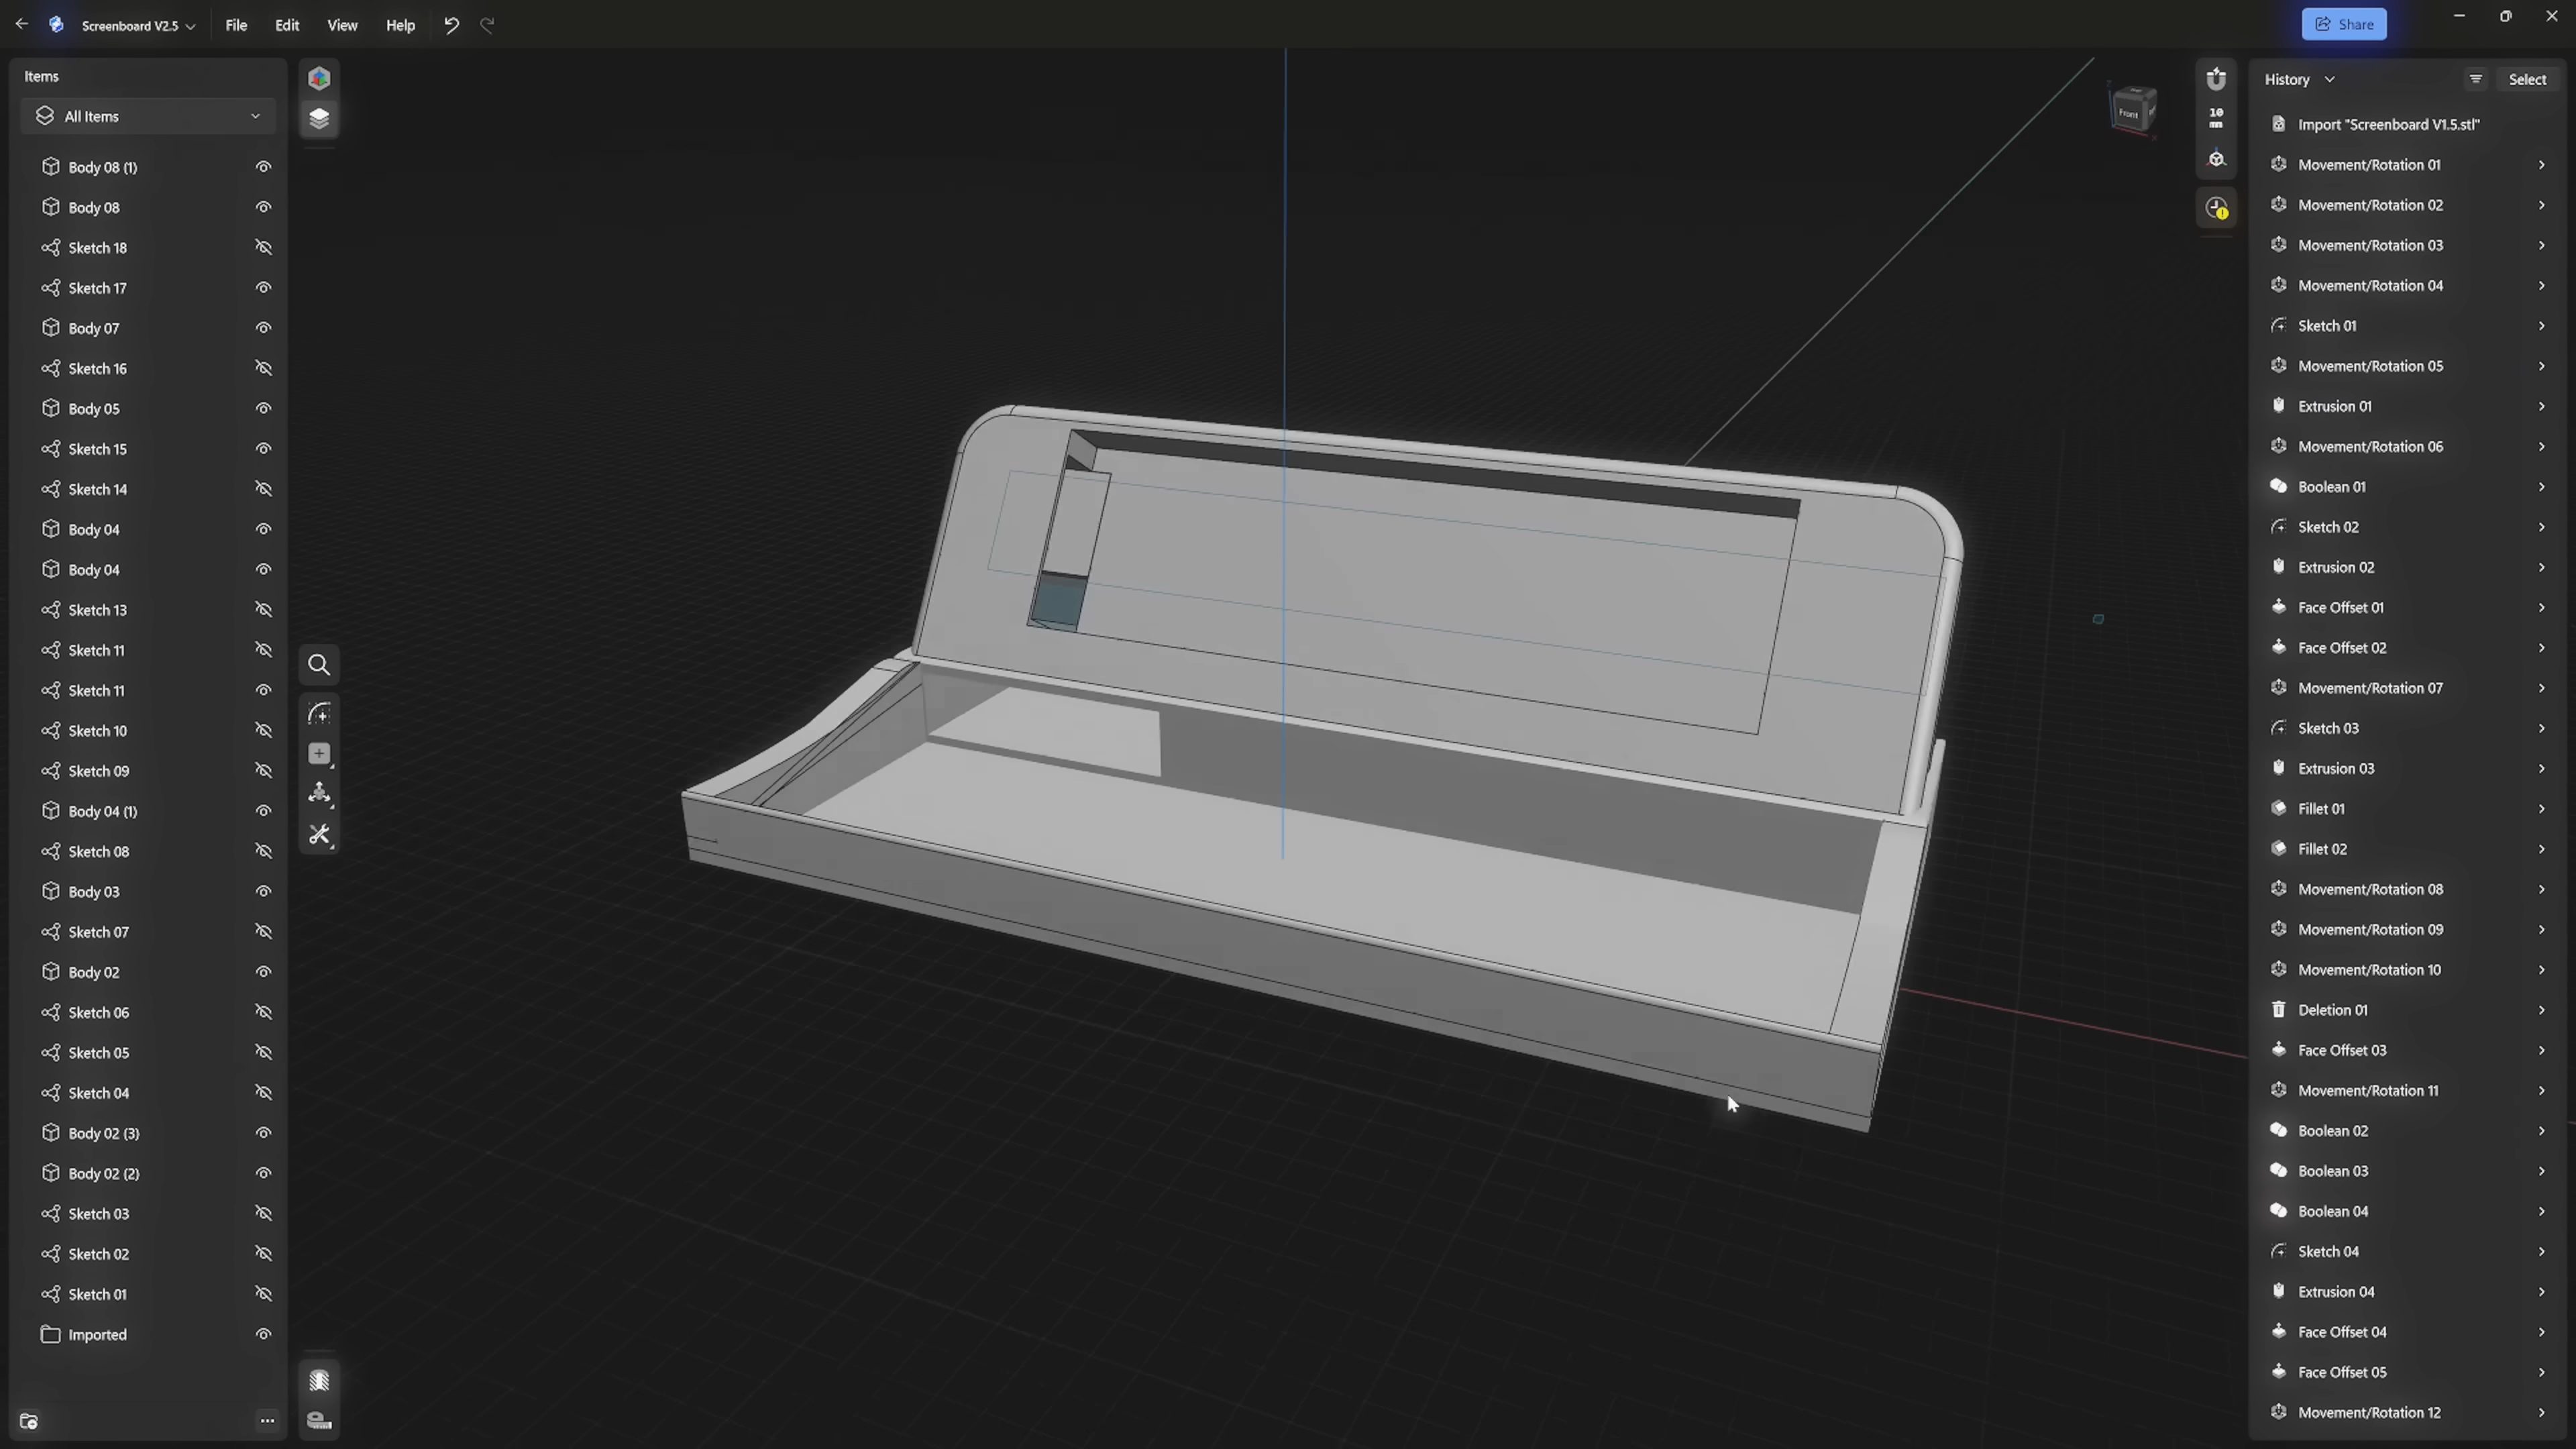 Screenboard V2.5
File
Edit
View
Help
Share
Items
All Items
Body 08 (1)
Body 08
Sketch 18
Sketch 17
Body 07
Sketch 16
Body 05
Sketch 15
Sketch 14
Body 04
Body 04
Sketch 13
Sketch 11
Sketch 11
Sketch 10
Sketch 09
Body 04 (1)
Sketch 08
Body 03
Sketch 07
Body 02
Sketch 06
Sketch 05
Sketch 04
Body 02 (3)
Body 02 (2)
Sketch 03
Sketch 02
Sketch 01
Imported
Front
10
mm
History
Select
Import "Screenboard V1.5.stl"
Movement/Rotation 01
Movement/Rotation 02
Movement/Rotation 03
Movement/Rotation 04
Sketch 01
Movement/Rotation 05
Extrusion 01
Movement/Rotation 06
Boolean 01
Sketch 02
Extrusion 02
Face Offset 01
Face Offset 02
Movement/Rotation 07
Sketch 03
Extrusion 03
Fillet 01
Fillet 02
Movement/Rotation 08
Movement/Rotation 09
Movement/Rotation 10
Deletion 01
Face Offset 03
Movement/Rotation 11
Boolean 02
Boolean 03
Boolean 04
Sketch 04
Extrusion 04
Face Offset 04
Face Offset 05
Movement/Rotation 12